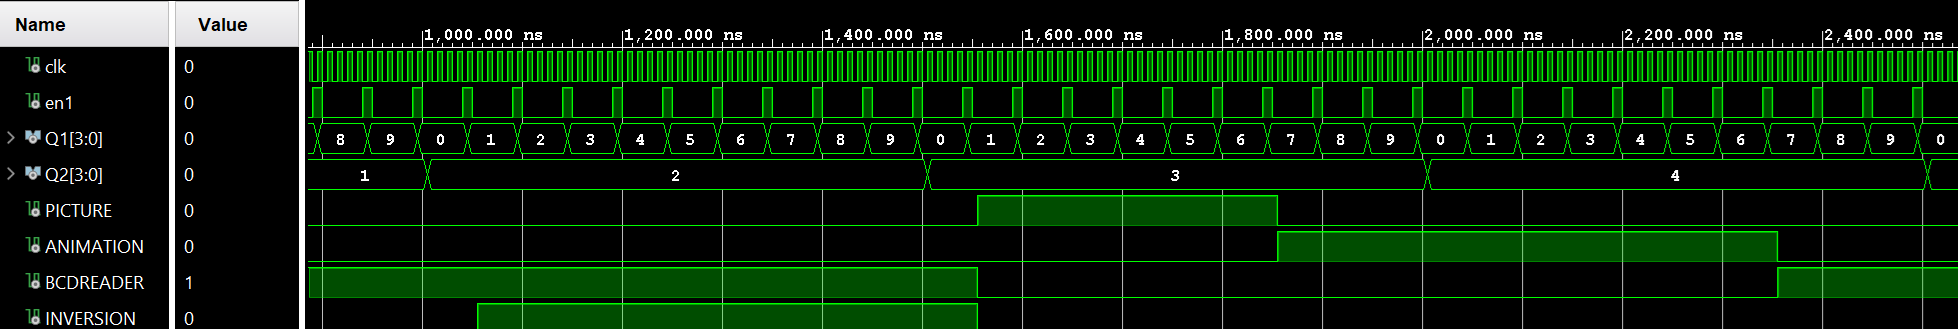 Name Value 1,000.000 ns 1,200.000 ns 1,400.000 ns 1,600.000 ns 1,800.000 ns 2,000.000 ns 2,200.000 ns 2,400.000 ns
clk 0
en1 0
Q1[3:0] 0 8 9 0 1 2 3 4 5 6 7 8 9 0 1 2 3 4 5 6 7 8 9 0 1 2 3 4 5 6 7 8 9 0
Q2[3:0] 0 1 2 3 4
PICTURE 0
ANIMATION 0
BCDREADER 1
INVERSION 0